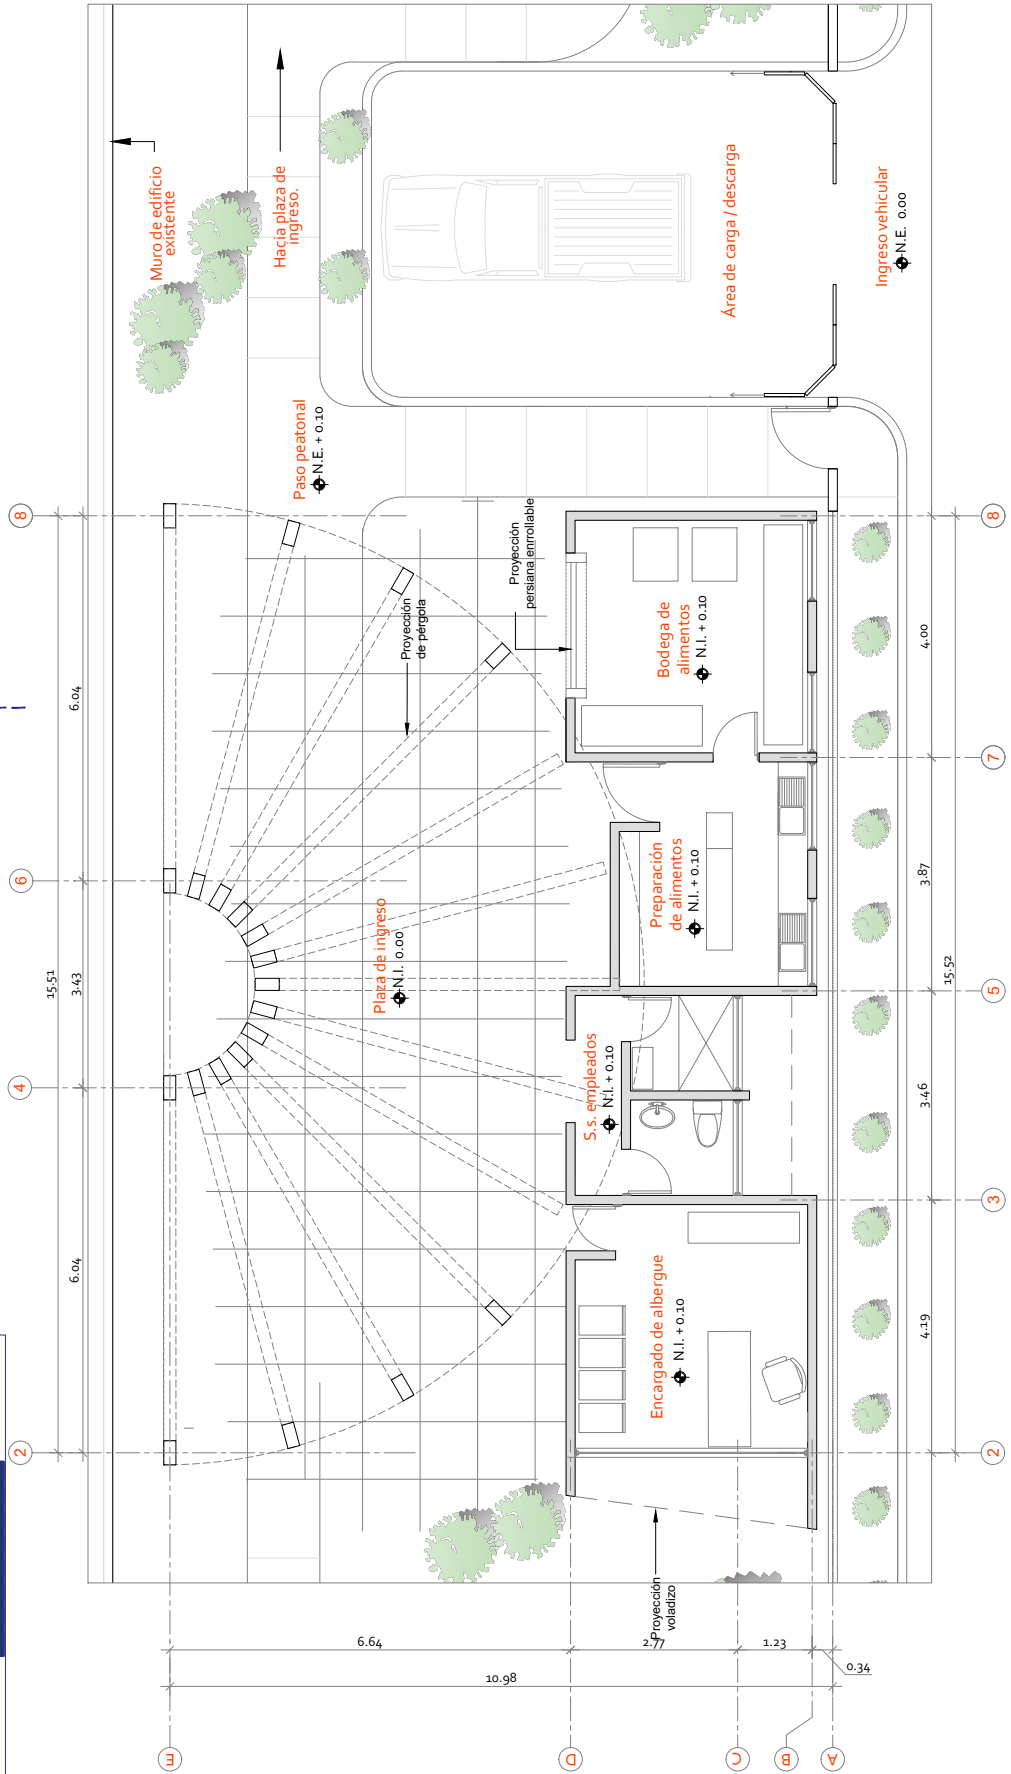 Muro de edificio
existente
Hacia plaza de
ingreso.
Área de carga / descarga
Ingreso vehicular
N.E. 0.00
Paso peatonal
N.E. + 0.10
8
6
4
2
15.51
6.04
3.43
6.04
Proyección
de pérgola
Proyección
persiana enrrollable
Plaza de ingreso
N.I. 0.00
Bodega de
alimentos
N.I. + 0.10
Preparación
de alimentos
N.I. + 0.10
S.s. empleados
N.I. + 0.10
Encargado de albergue
N.I. + 0.10
Proyección
voladizo
8
7
5
3
2
4.00
3.87
3.46
4.19
15.52
6.64
2.77
1.23
0.34
10.98
E
D
C
B
A